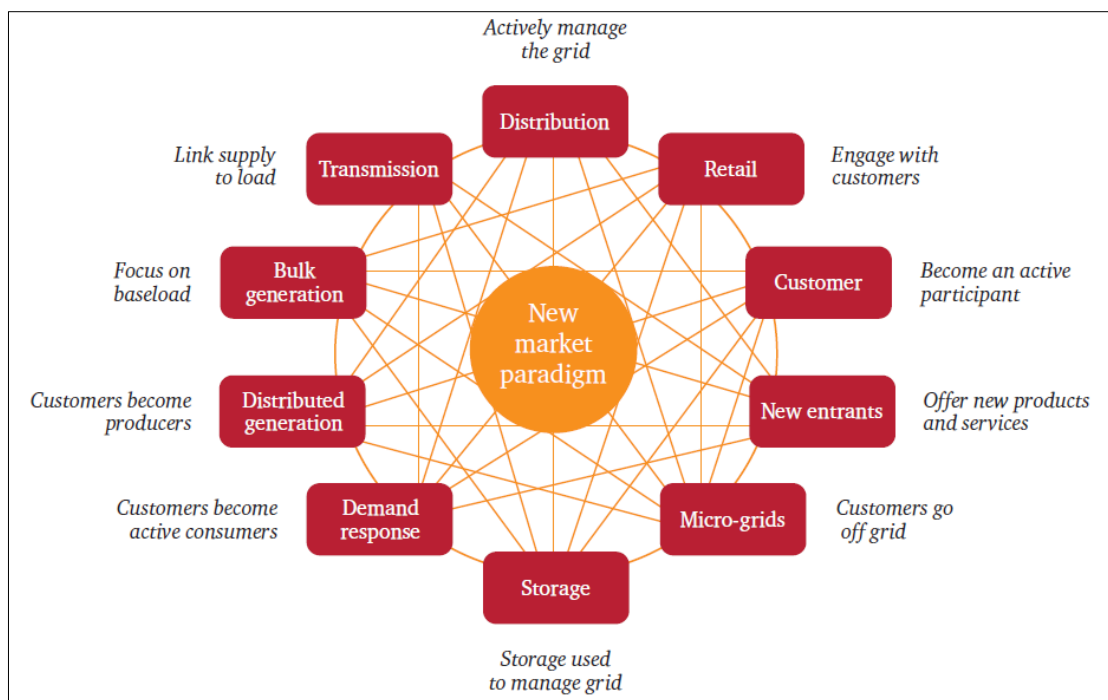 Actively manage
the grid
Distribution
Link supply
to load
Transmission
Retail
Engage with
customers
Focus on
baseload
Bulk
generation
Customer
Become an active
participant
New
market
paradigm
Customers become
producers
Distributed
generation
New entrants
Offer new products
and services
Customers become
active consumers
Demand
response
Micro-grids
Customers go
off grid
Storage
Storage used
to manage grid